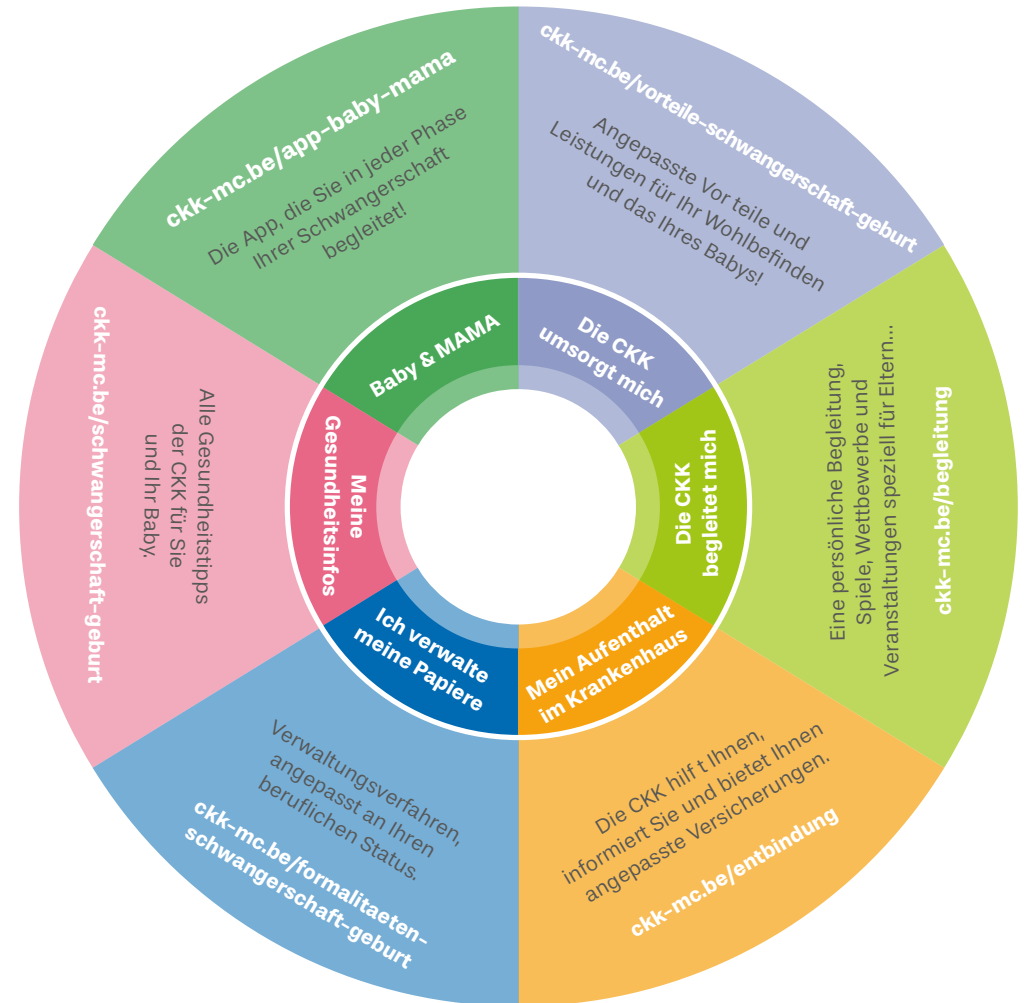 ckk-mc.be/app-baby-mama
Die App, die Sie in jeder Phase
Ihrer Schwangerschaft
begleitet!
Baby & MAMA
ckk-mc.be/vorteile-schwangerschaft-geburt
Angepasste Vor teile und
Leistungen für Ihr Wohlbefinden
und das Ihres Babys!
Die CKK
umsorgt mich
Die CKK
begleitet mich
Eine persönliche Begleitung,
Spiele, Wettbewerbe und
Veranstaltungen speziell für Eltern...
ckk-mc.be/begleitung
Mein Aufenthalt
im Krankenhaus
Die CKK hilf t Ihnen,
informiert Sie und bietet Ihnen
angepasste Versicherungen.
ckk-mc.be/entbindung
Ich verwalte
meine Papiere
Verwaltungsverfahren,
angepasst an Ihren
beruflichen Status.
ckk-mc.be/formalitaeten-
schwangerschaft-geburt
Meine
Gesundheitsinfos
Alle Gesundheitstipps
der CKK für Sie
und Ihr Baby.
ckk-mc.be/schwangerschaft-geburt